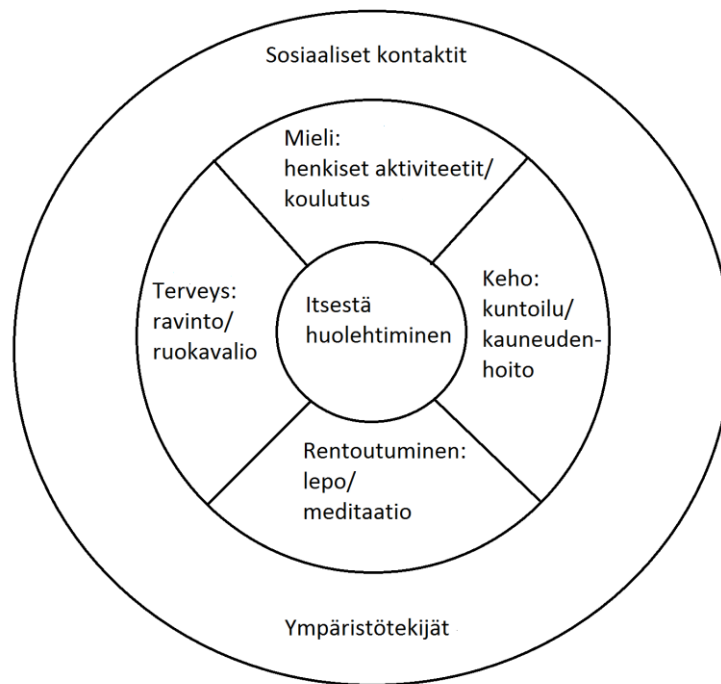 Sosiaaliset kontaktit
Mieli:
henkiset aktiviteetit/
koulutus
Terveys:
ravinto/
ruokavalio
Itsestä
huolehtiminen
Keho:
kuntoilu/
kauneuden-
hoito
Rentoutuminen:
lepo/
meditaatio
Ympäristötekijät